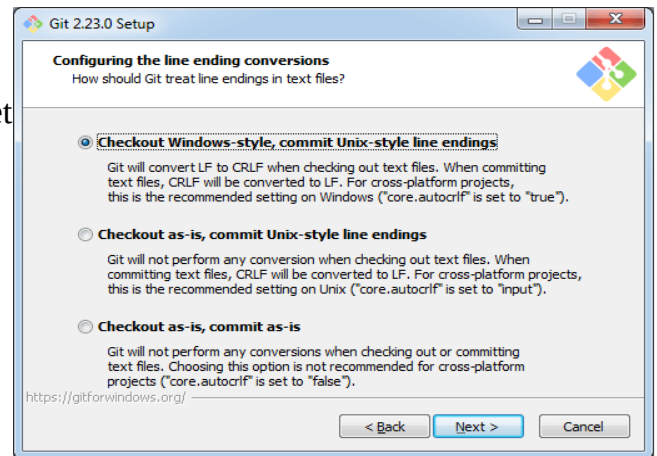 Git 2.23.0 Setup
Configuring the line ending conversions
How should Git treat line endings in text files?
et
Checkout Windows-style, commit Unix-style line endings
Git will convert LF to CRLF when checking out text files. When committing
text files, CRLF will be converted to LF. For cross-platform projects,
this is the recommended setting on Windows ("core.autocrlf" is set to "true").
Checkout as-is, commit Unix-style line endings
Git will not perform any conversion when checking out text files. When
committing text files, CRLF will be converted to LF. For cross-platform projects,
this is the recommended setting on Unix ("core.autocrlf" is set to "input").
Checkout as-is, commit as-is
Git will not perform any conversions when checking out or committing
text files. Choosing this option is not recommended for cross-platform
projects ("core.autocrlf" is set to "false").
https://gitforwindows.org/
< Back Next > Cancel